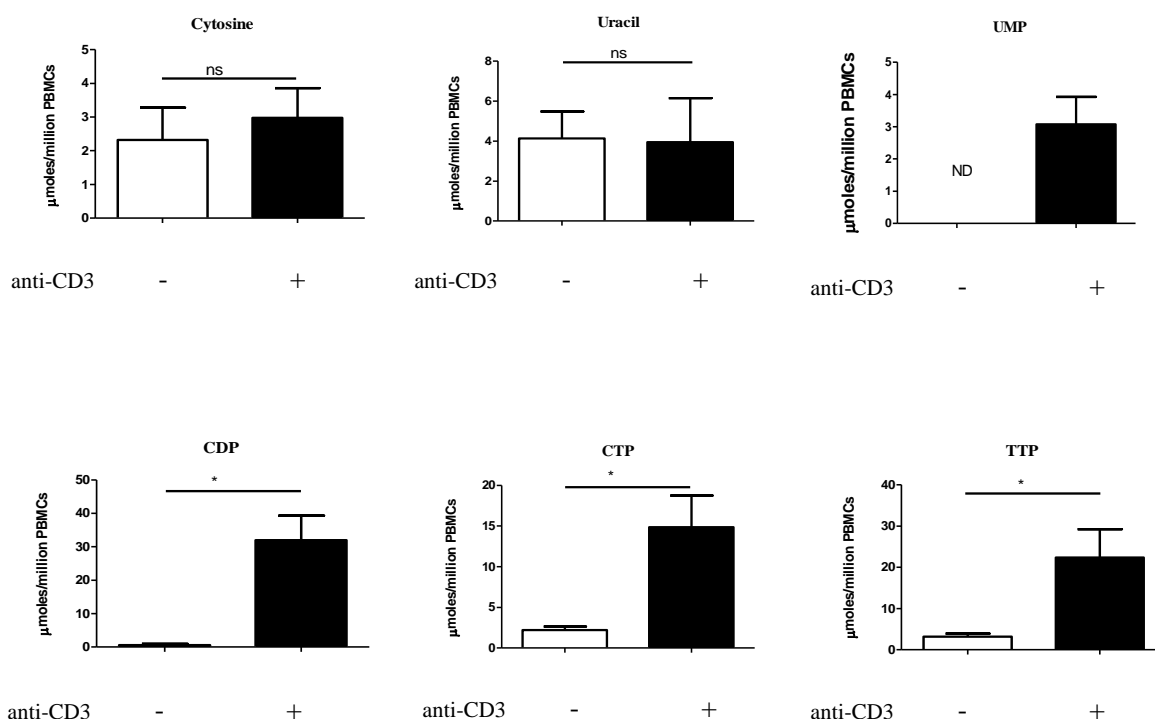 Cytosine
5
4
3
2
1
0
μmoles/million PBMCs
ns
anti-CD3 - +
Uracil
8
6
4
2
0
μmoles/million PBMCs
ns
anti-CD3 - +
UMP
5
4
3
2
1
0
μmoles/million PBMCs
ND
anti-CD3 - +
CDP
50
40
30
20
10
0
μmoles/million PBMCs
*
anti-CD3 - +
CTP
20
15
10
5
0
μmoles/million PBMCs
*
anti-CD3 - +
TTP
40
30
20
10
0
μmoles/million PBMCs
*
anti-CD3 - +